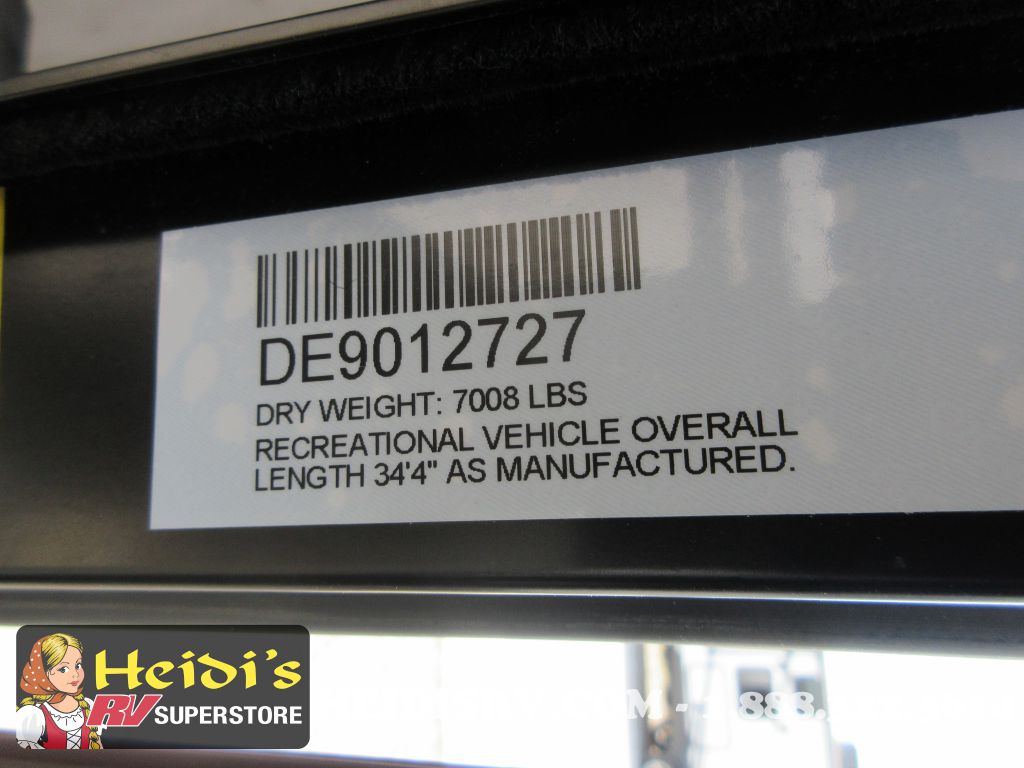 DE9012727
DRY WEIGHT: 7008 LBS
RECREATIONAL VEHICLE OVERALL
LENGTH 34'4" AS MANUFACTURED.
Heidi's
RV SUPERSTORE